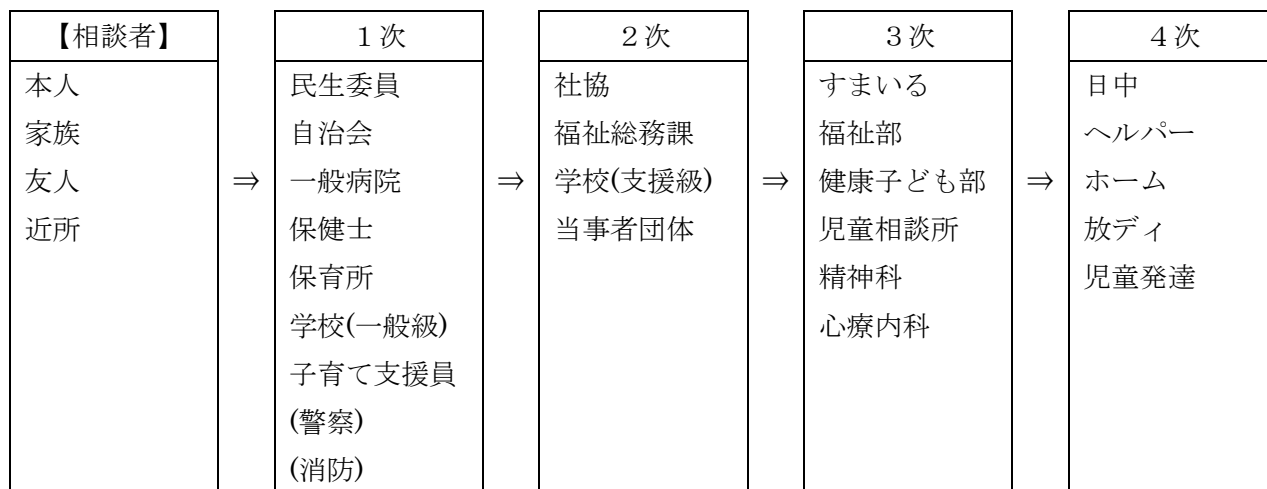 【相談者】
本人
家族
友人
近所
⇒
１次
民生委員
自治会
一般病院
保健士
保育所
学校(一般級)
子育て支援員
(警察)
(消防)
⇒
２次
社協
福祉総務課
学校(支援級)
当事者団体
⇒
３次
すまいる
福祉部
健康子ども部
児童相談所
精神科
心療内科
⇒
４次
日中
ヘルパー
ホーム
放ディ
児童発達